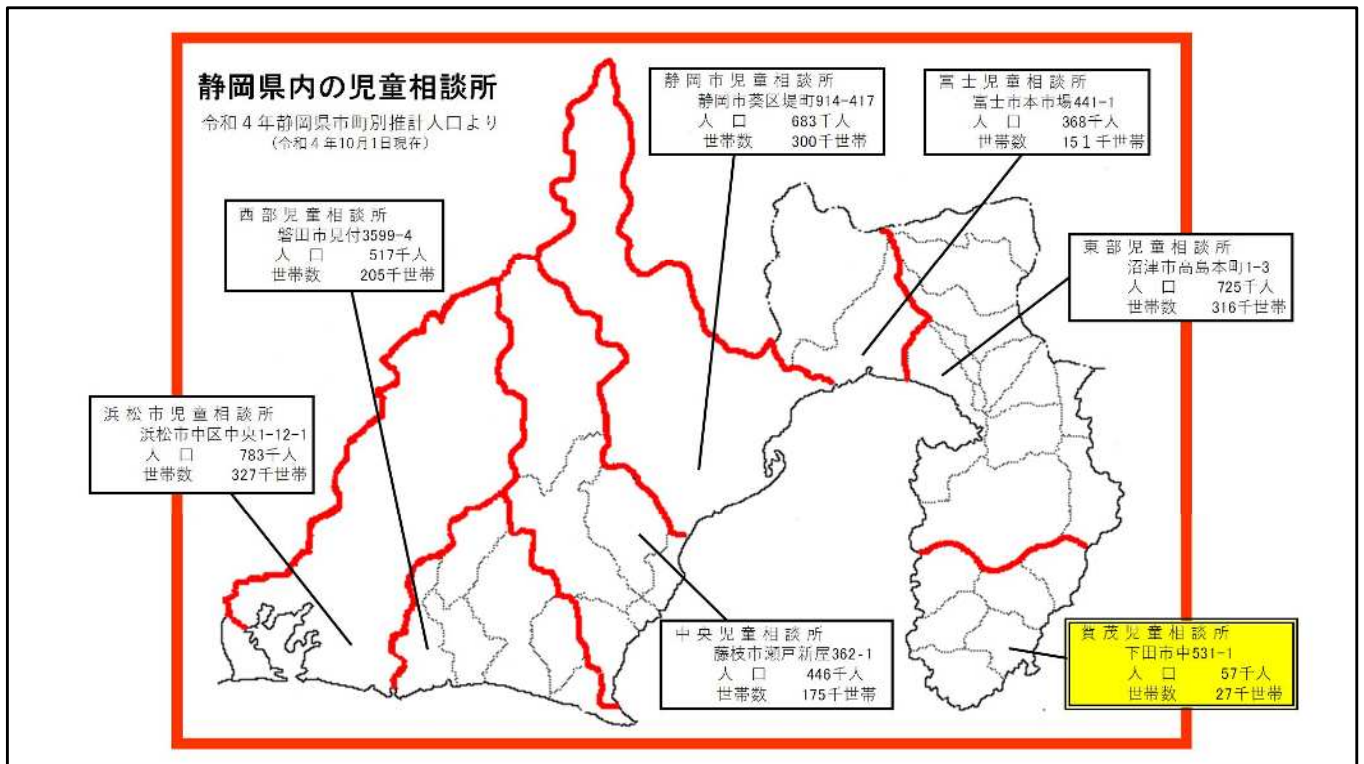 静岡県内の児童相談所
令和４年静岡県市町別推計人口より
(令和４年10月1日現在)
静岡市児童相談所
静岡市葵区堤町914-417
人　口　683千人
世帯数　300千世帯
富士児童相談所
富士市本市場441-1
人　口　368千人
世帯数　151千世帯
西部児童相談所
磐田市見付3599-4
人　口　517千人
世帯数　205千世帯
東部児童相談所
沼津市高島本町1-3
人　口　725千人
世帯数　316千世帯
浜松市児童相談所
浜松市中区中央1-12-1
人　口　783千人
世帯数　327千世帯
中央児童相談所
藤枝市瀬戸新屋362-1
人　口　446千人
世帯数　175千世帯
賀茂児童相談所
下田市中531-1
人　口　57千人
世帯数　27千世帯